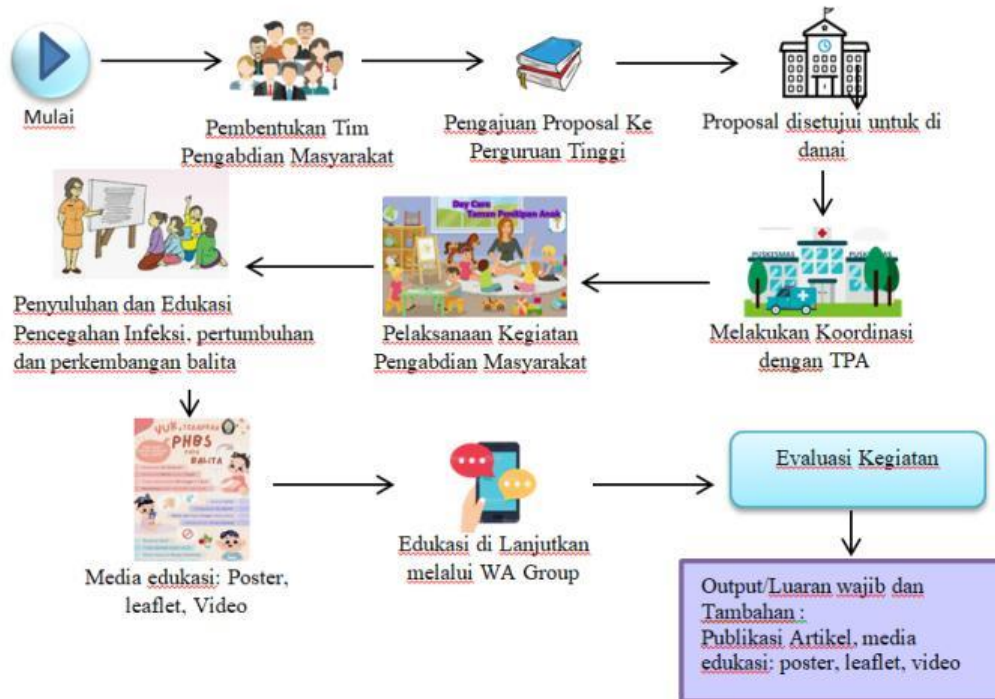 Mulai
Pembentukan Tim
Pengabdian Masyarakat
Pengajuan Proposal Ke
Perguruan Tinggi
Proposal disetujui untuk di
danai
PUSKESMAS
Melakukan Koordinasi
dengan TPA
Day Care
Taman Penitipan Anak
Pelaksanaan Kegiatan
Pengabdian Masyarakat
Penyuluhan dan Edukasi
Pencegahan Infeksi, pertumbuhan
dan perkembangan balita
PHBS
BALITA
Media edukasi: Poster,
leaflet, Video
Edukasi di Lanjutkan
melalui WA Group
Evaluasi Kegiatan
Output/Luaran wajib dan
Tambahan :
Publikasi Artikel, media
edukasi: poster, leaflet, video